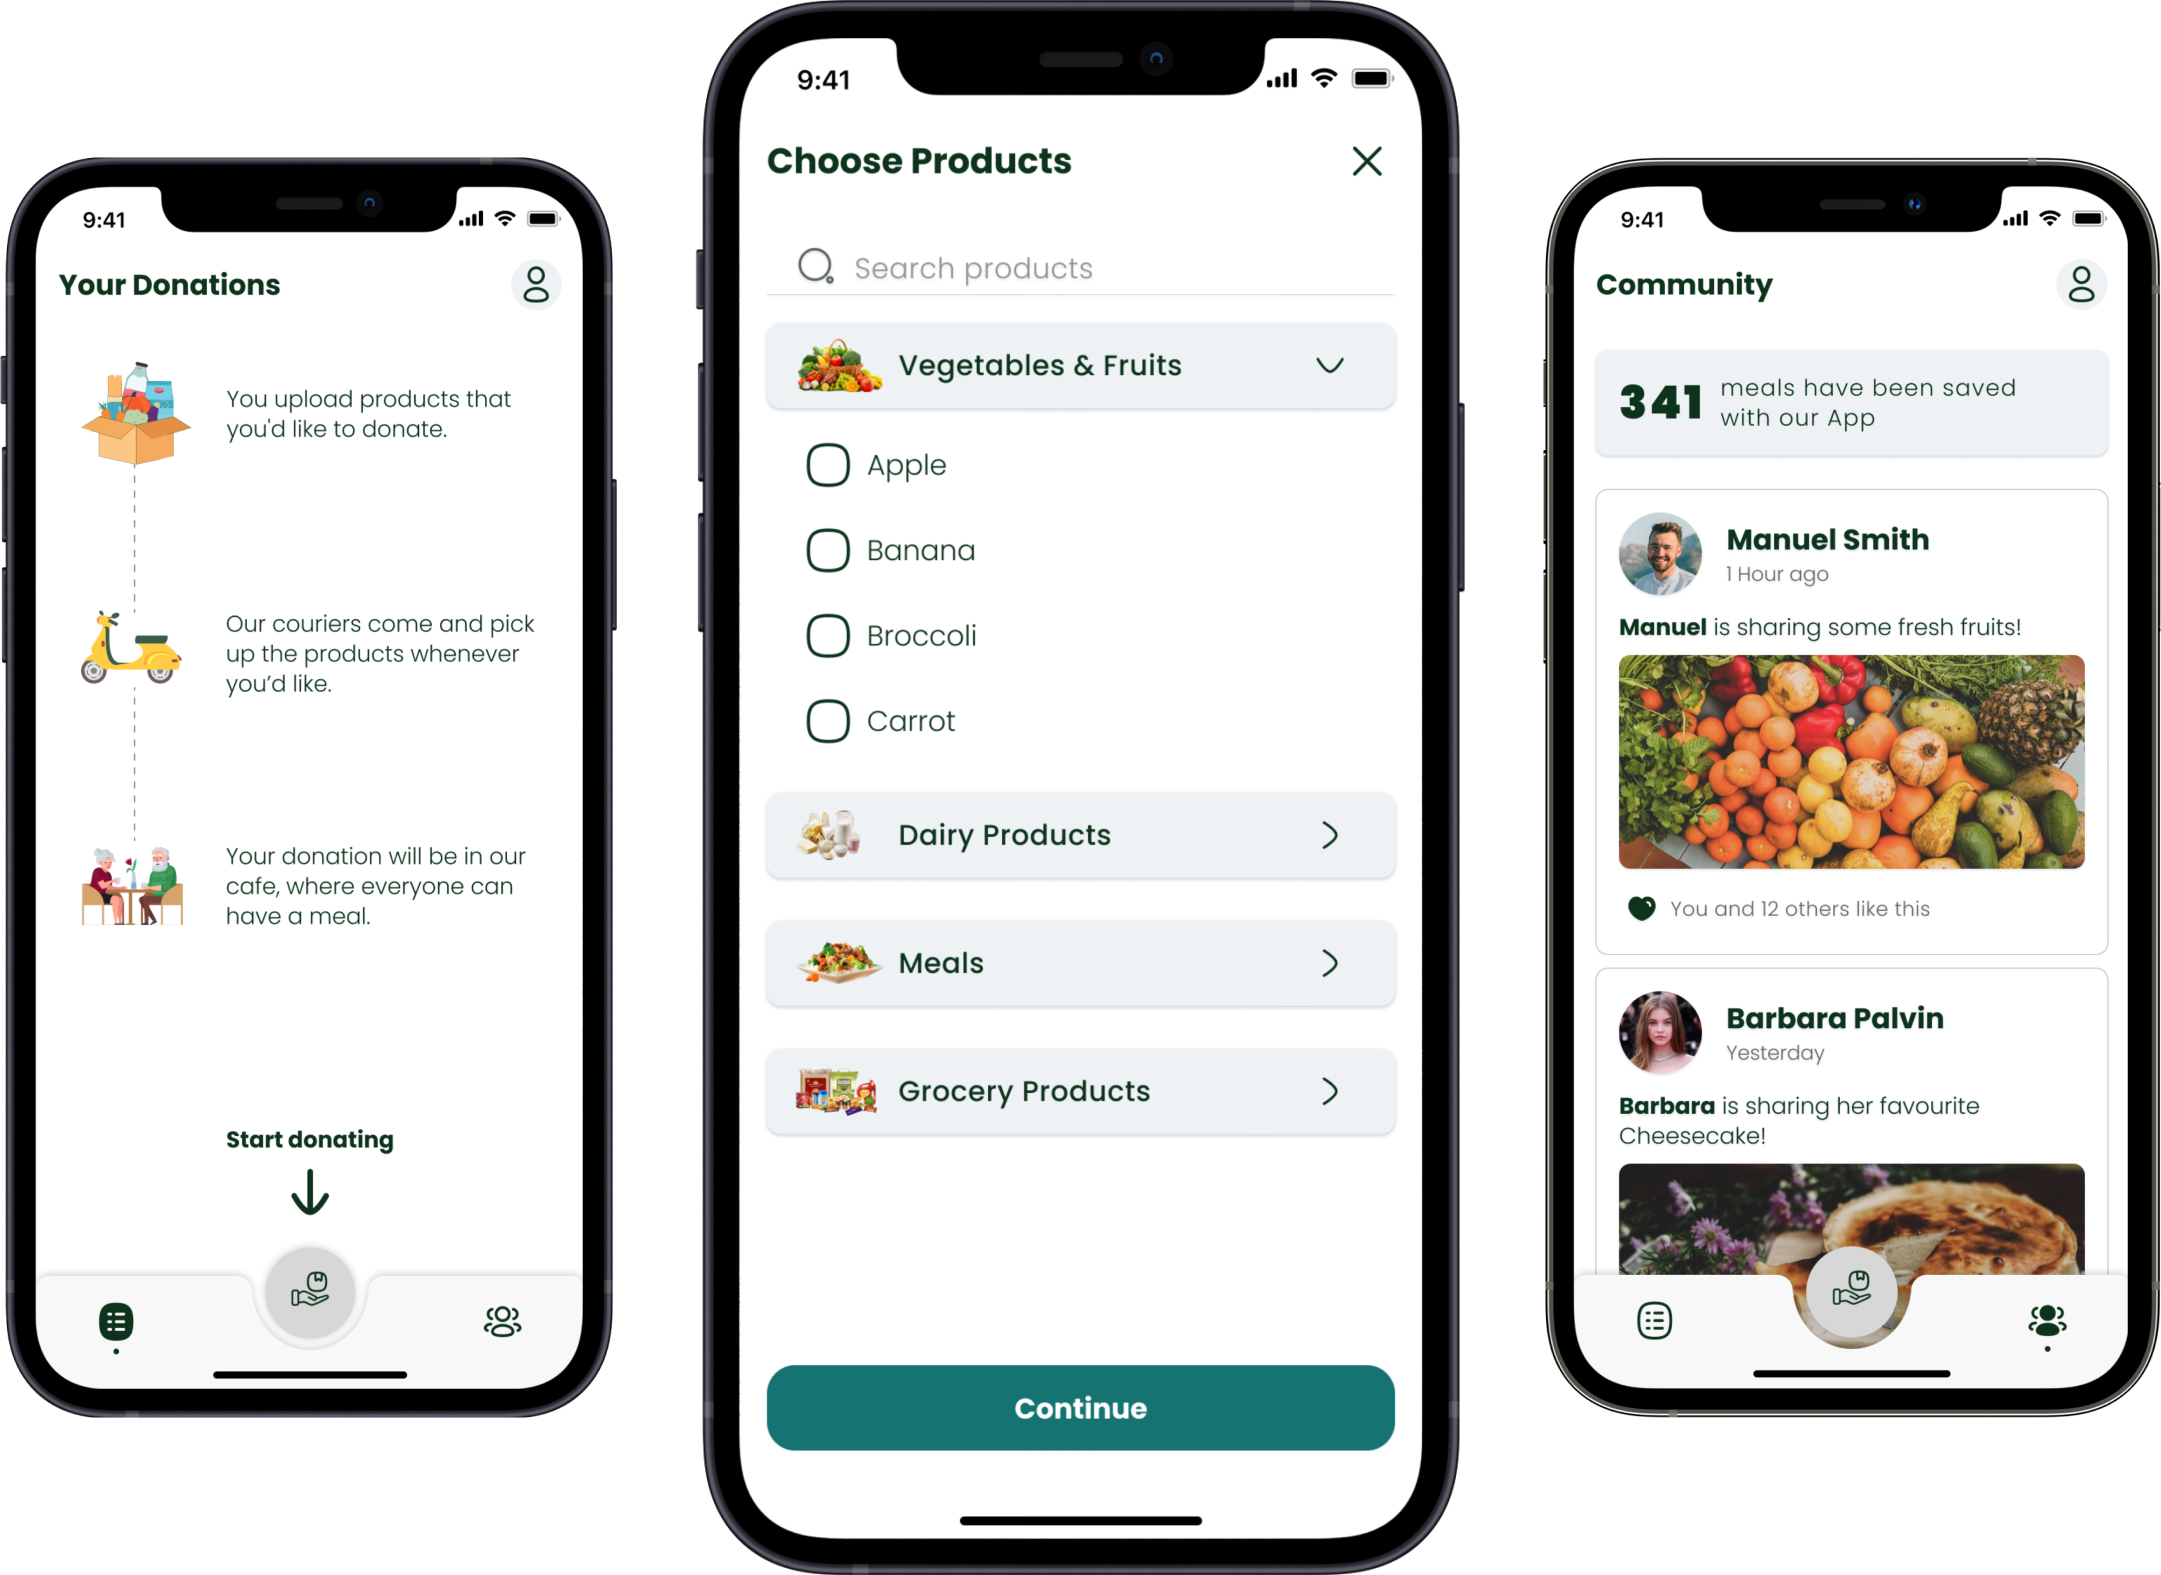 9:41
Your Donations
You upload products that
you'd like to donate.
Our couriers come and pick
up the products whenever
you’d like.
Your donation will be in our
cafe, where everyone can
have a meal.
Start donating
9:41
Choose Products
Search products
Vegetables & Fruits
Apple
Banana
Broccoli
Carrot
Dairy Products
Meals
Grocery Products
Continue
9:41
Community
341 meals have been saved
with our App
Manuel Smith
1 Hour ago
Manuel is sharing some fresh fruits!
You and 12 others like this
Barbara Palvin
Yesterday
Barbara is sharing her favourite
Cheesecake!